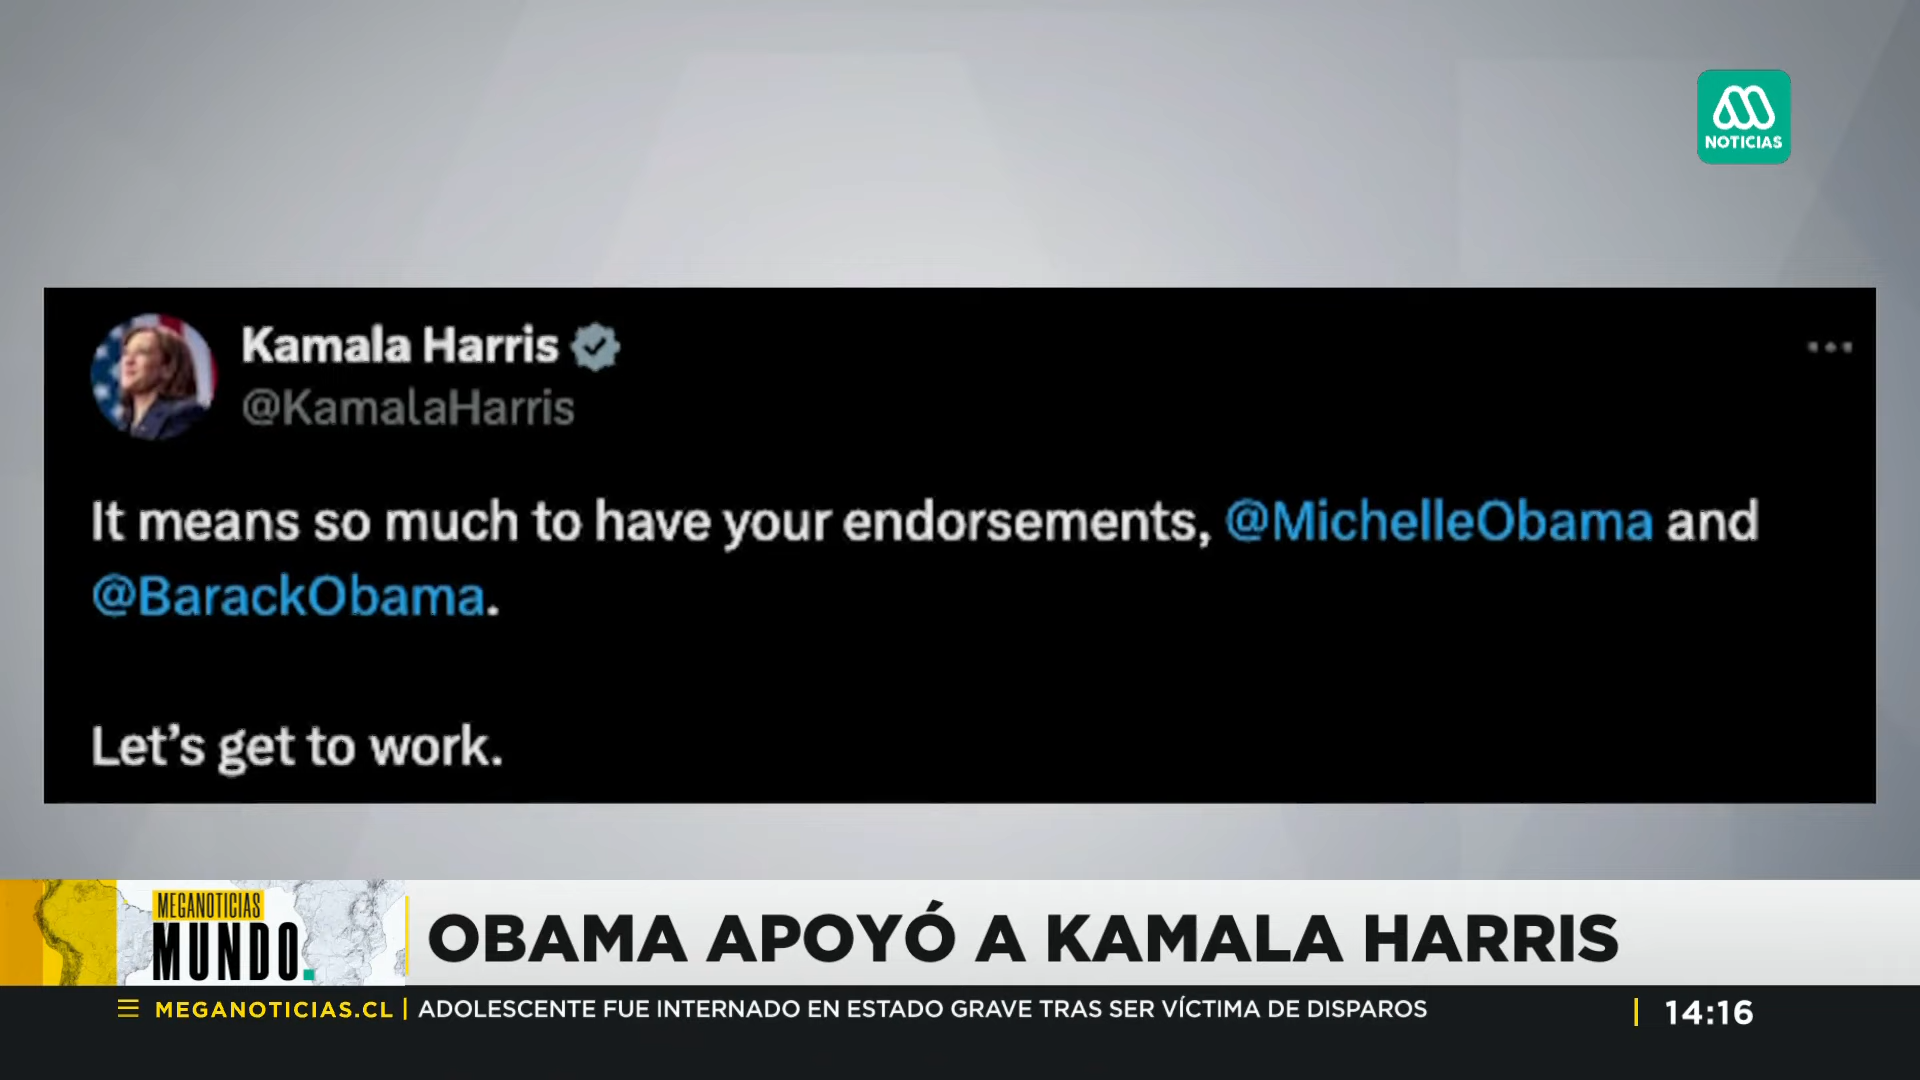 NOTICIAS
Kamala Harris
@KamalaHarris
It means so much to have your endorsements, @MichelleObama and
@BarackObama.
Let’s get to work.
MEGANOTICIAS
MUNDO.
OBAMA APOYÓ A KAMALA HARRIS
MEGANOTICIAS.CL | ADOLESCENTE FUE INTERNADO EN ESTADO GRAVE TRAS SER VÍCTIMA DE DISPAROS | 14:16